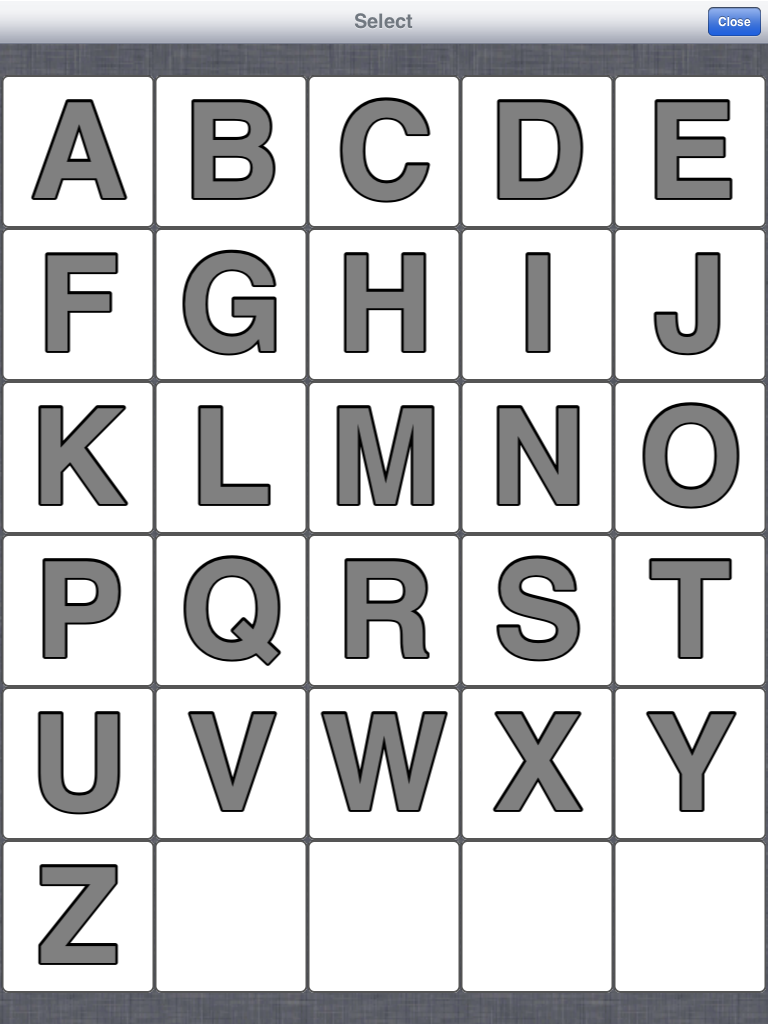 Select Close
A B C D E
F G H I J
K L M N O
P Q R S T
U V W X Y
Z